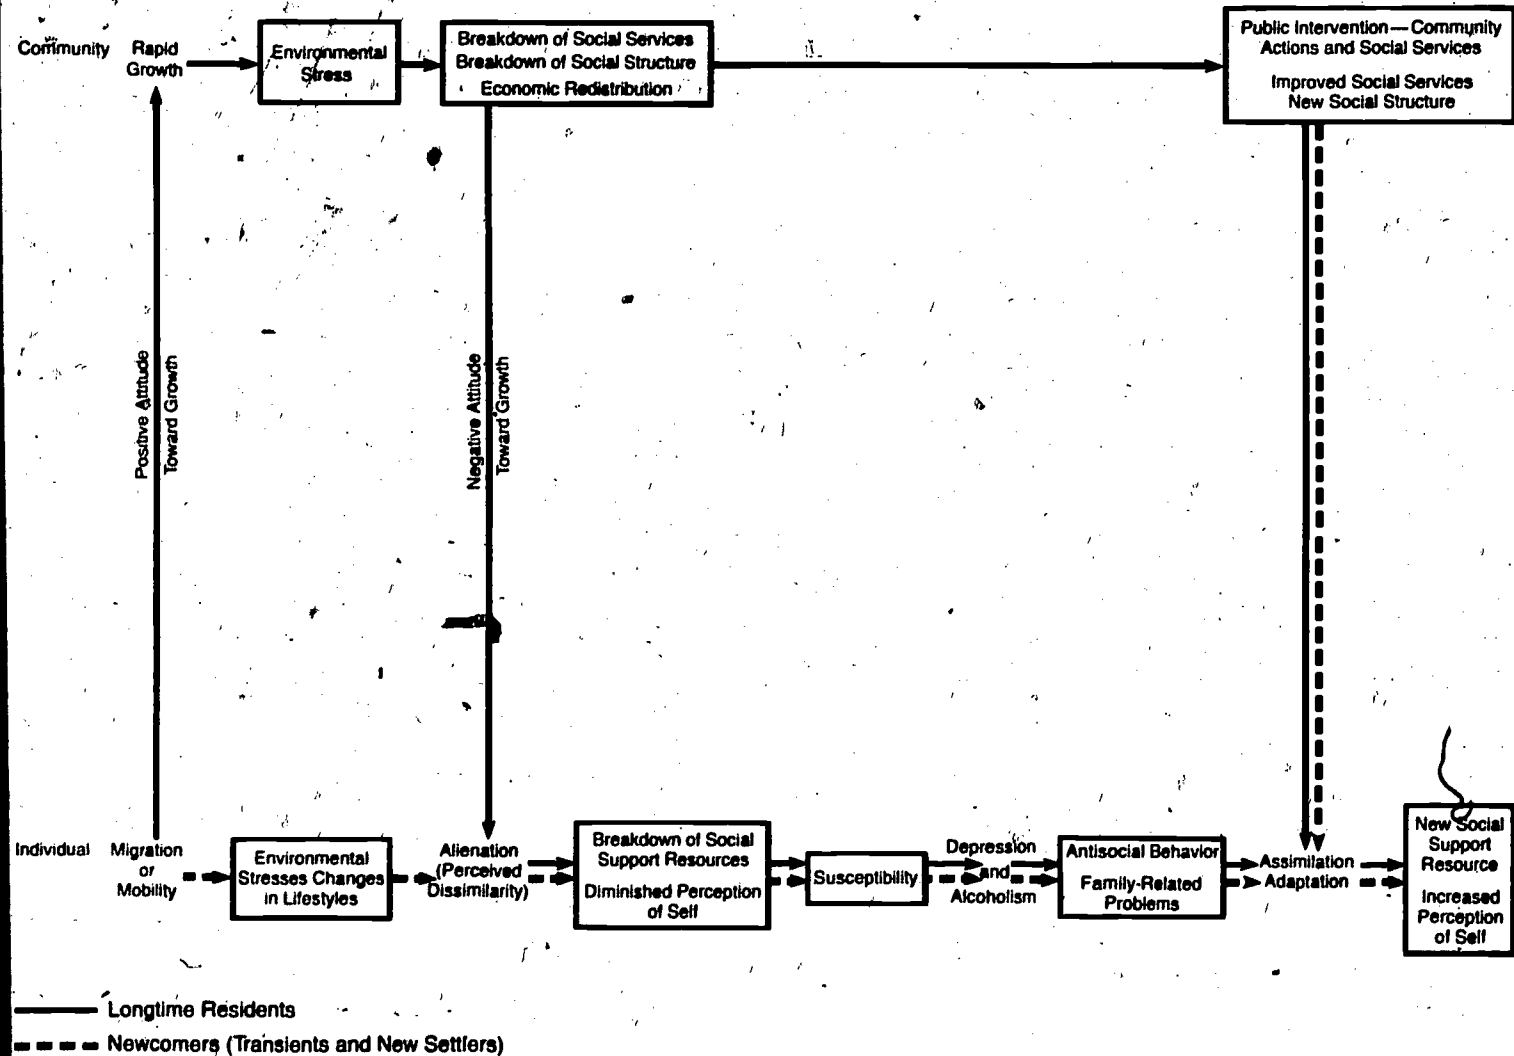 Community
Rapid
Growth
Environmental
Stress
Breakdown of Social Services
Breakdown of Social Structure
Economic Redistribution
Public Intervention—Community
Actions and Social Services
Improved Social Services
New Social Structure
Positive Attitude
Toward Growth
Negative Attitude
Toward Growth
Individual
Migration
or
Mobility
Environmental
Stresses Changes
in Lifestyles
Alienation
(Perceived
Dissimilarity)
Breakdown of Social
Support Resources
Diminished Perception
of Self
Susceptibility
Depression
and
Alcoholism
Antisocial Behavior
Family-Related
Problems
Assimilation
Adaptation
New Social
Support
Resource
Increased
Perception
of Self
Longtime Residents
Newcomers (Transients and New Settlers)